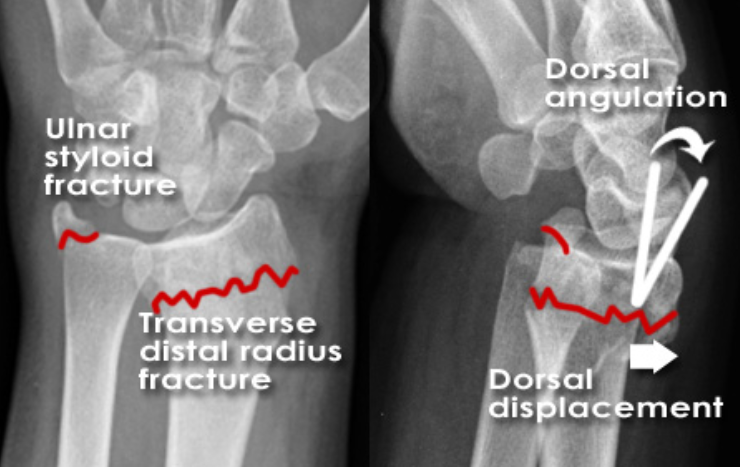 Ulnar
styloid
fracture
Transverse
distal radius
fracture
Dorsal
angulation
Dorsal
displacement